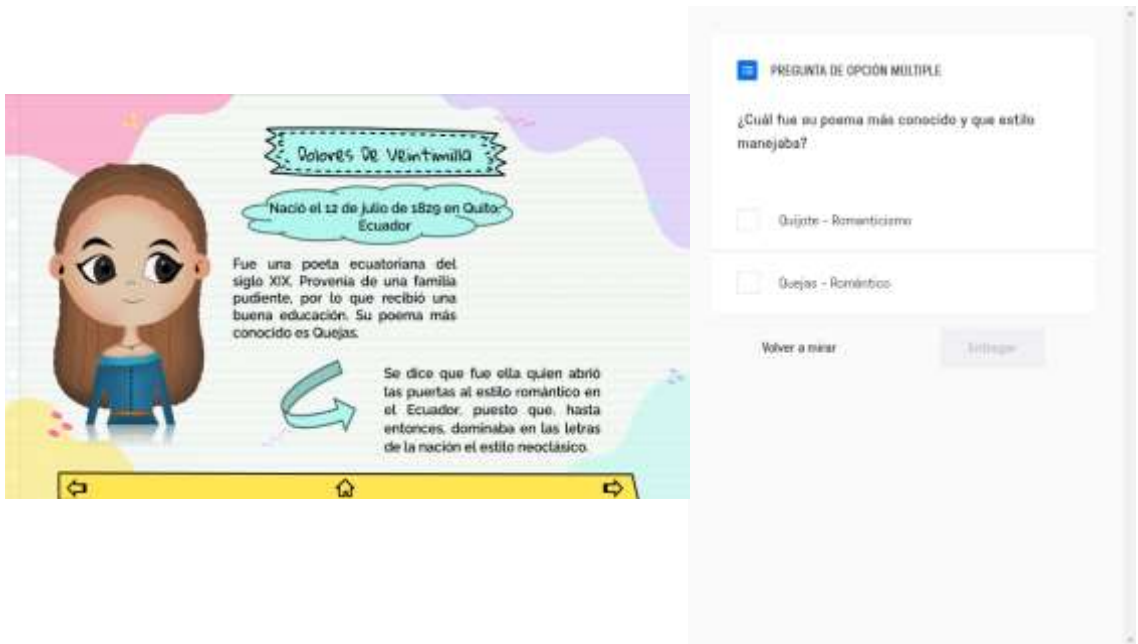 Dolores De Veintimilla
Nació el 12 de julio de 1829 en Quito,
Ecuador
Fue una poeta ecuatoriana del
siglo XIX. Provenía de una familia
pudiente, por lo que recibió una
buena educación. Su poema más
conocido es Quejas.
Se dice que fue ella quien abrió
las puertas al estilo romántico en
el Ecuador, puesto que, hasta
entonces, dominaba en las letras
de la nación el estilo neoclásico.
PREGUNTA DE OPCIÓN MÚLTIPLE
¿Cuál fue su poema más conocido y que estilo
manejaba?
Quijote - Romanticismo
Quejas - Romántico
Volver a mirar
Entregar